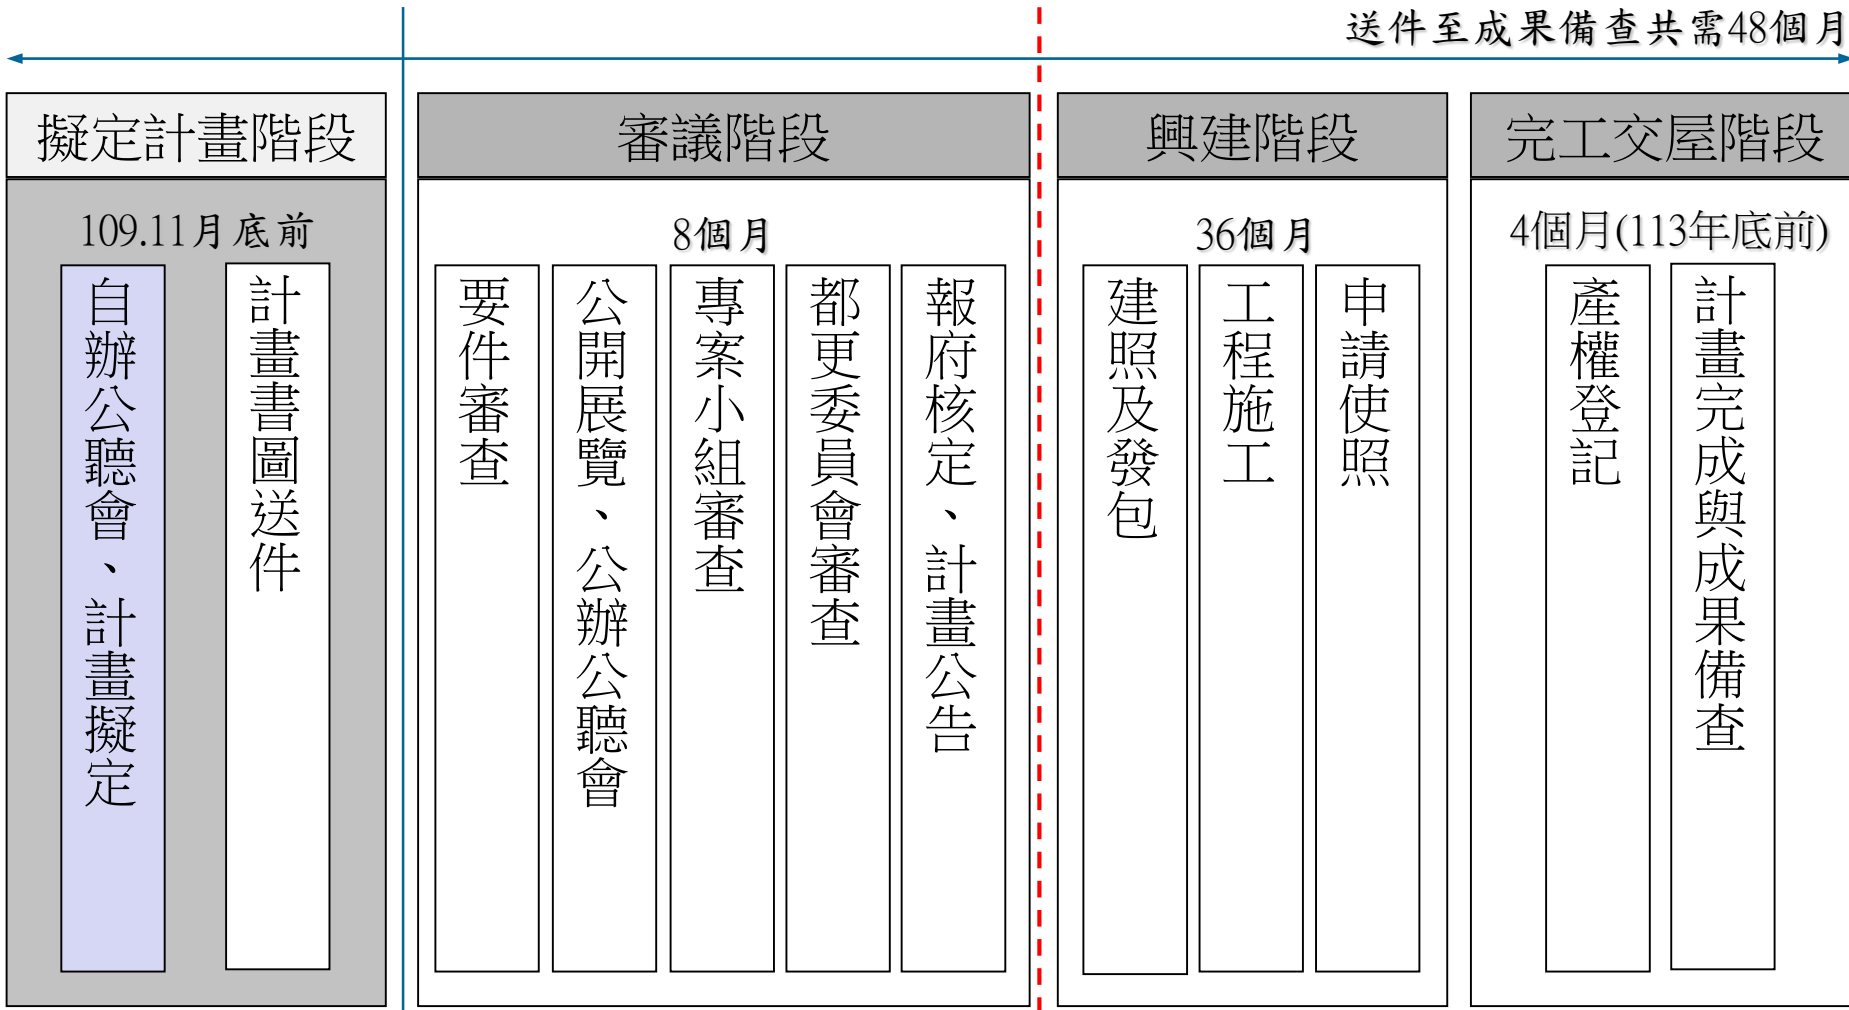 送件至成果備查共需48個月
擬定計畫階段
109.11月底前
自辦公聽會、計畫擬定
計畫書圖送件
審議階段
8個月
要件審查
公開展覽、公辦公聽會
專案小組審查
都更委員會審查
報府核定、計畫公告
興建階段
36個月
建照及發包
工程施工
申請使照
完工交屋階段
4個月(113年底前)
產權登記
計畫完成與成果備查